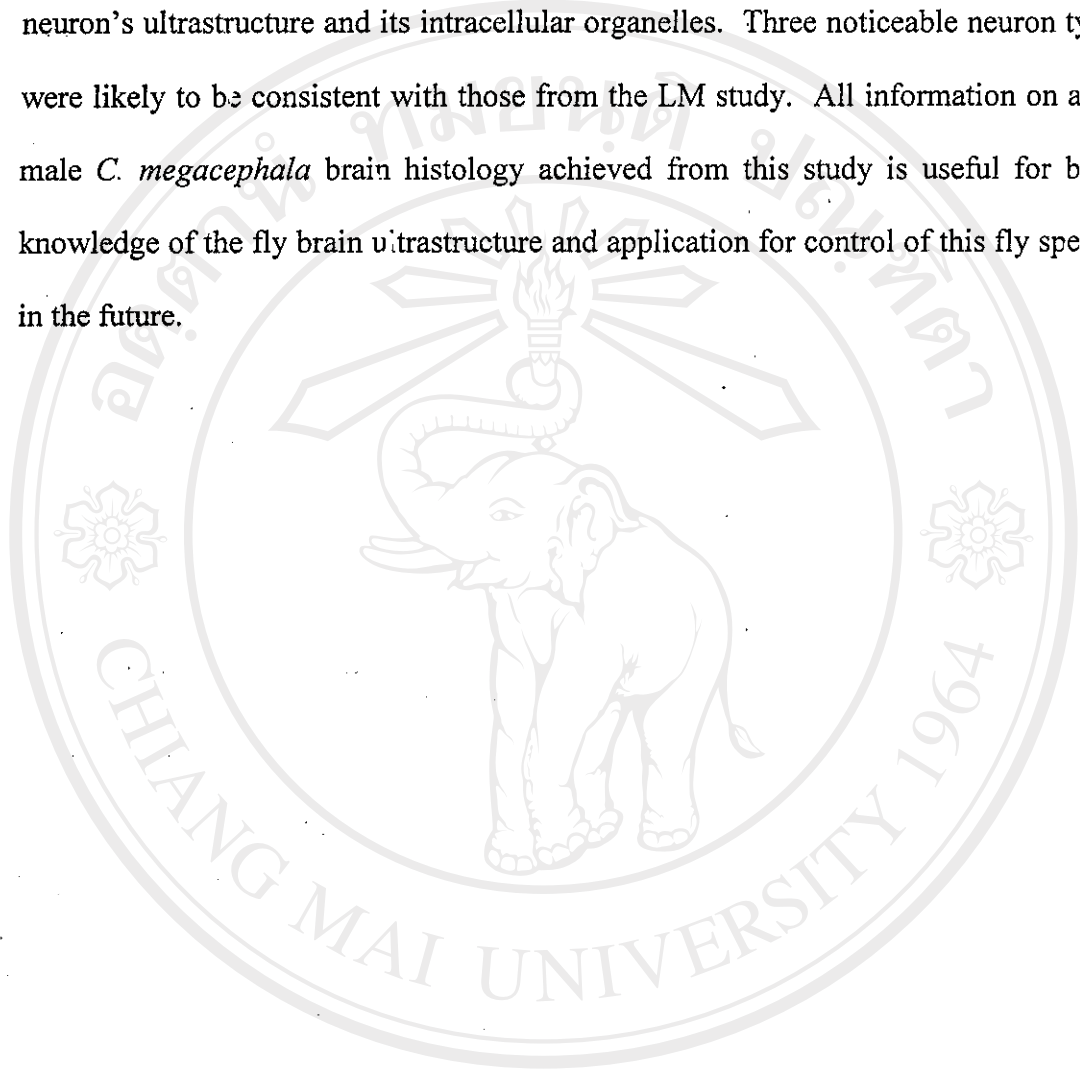 neuron's ultrastructure and its intracellular organelles.  Three noticeable neuron ty
were likely to be consistent with those from the LM study.  All information on a
male C. megacephala brain histology achieved from this study is useful for b
knowledge of the fly brain ultrastructure and application for control of this fly spe
in the future.
CHIANG MAI UNIVERSITY 1964